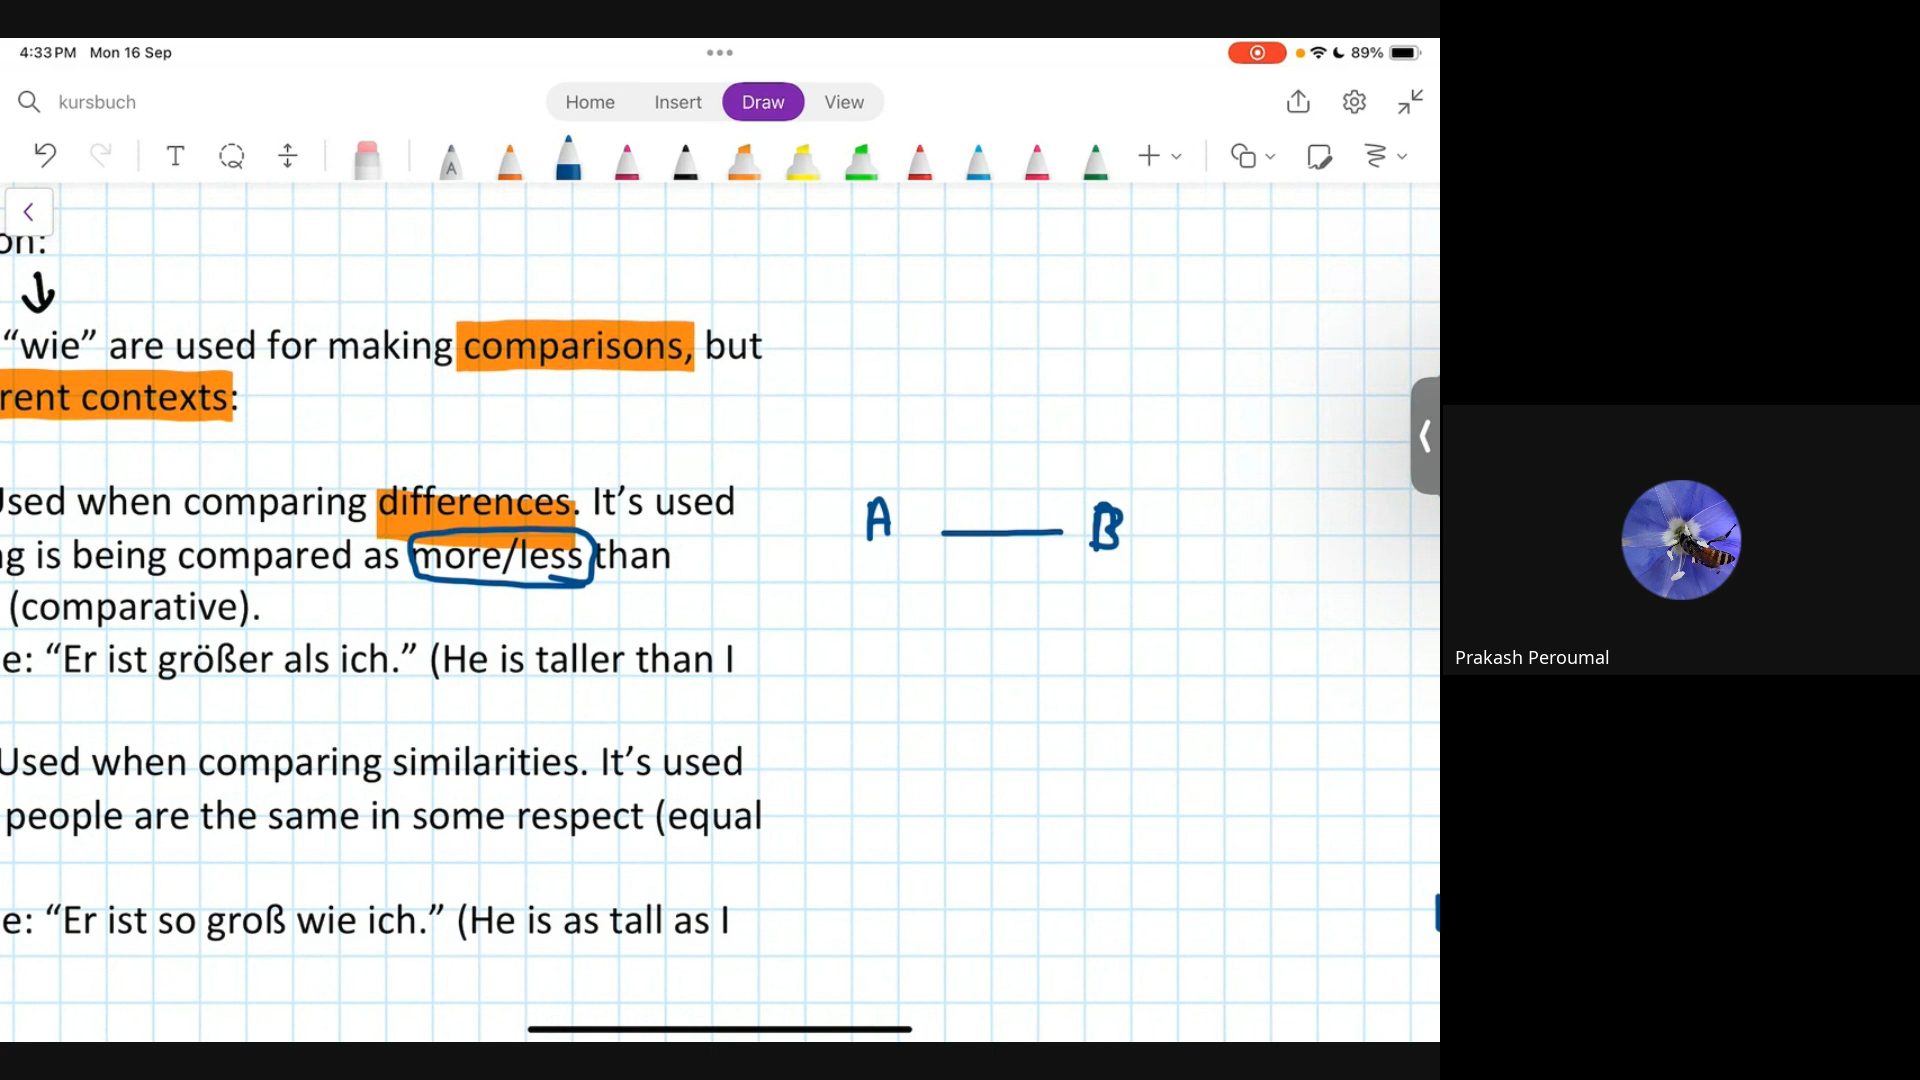 4:33 PM Mon 16 Sep
89%
kursbuch
Home Insert Draw View
T
A
on:
“wie” are used for making comparisons, but
rent contexts:
Used when comparing differences. It’s used
ng is being compared as more/less than
(comparative).
e: “Er ist größer als ich.” (He is taller than I
Used when comparing similarities. It’s used
people are the same in some respect (equal
e: “Er ist so groß wie ich.” (He is as tall as I
A — B
Prakash Peroumal